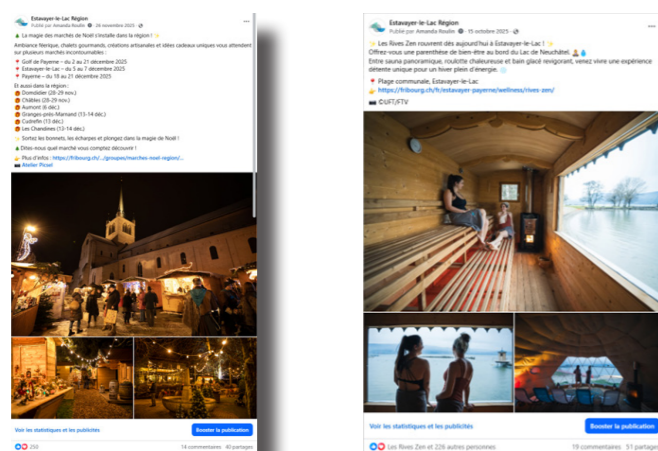 Estavayer-le-Lac Région
Publié par Amanda Roulin · 26 novembre 2025 ·
La magie des marchés de Noël s'installe dans la région !
Ambiance féerique, chalets gourmands, créations artisanales et idées cadeaux uniques vous attendent
sur plusieurs marchés incontournables :
Golf de Payerne – du 2 au 21 décembre 2025
Estavayer-le-Lac – du 5 au 7 décembre 2025
Payerne – du 18 au 21 décembre 2025
Et aussi dans la région :
Domdidier (28-29 nov.)
Châbles (28-29 nov.)
Aumont (6 déc.)
Granges-près-Marnand (13-14 déc.)
Cudrefin (13 déc.)
Les Chandines (13-14 déc.)
Sortez les bonnets, les écharpes et plongez dans la magie de Noël !
Dites-nous quel marché vous comptez découvrir !
Plus d'infos : https://fribourg.ch/.../groupes/marches-noel-region/...
Atelier Picsel
Voir les statistiques et les publicités
Booster la publication
250
14 commentaires 40 partages
Estavayer-le-Lac Région
Publié par Amanda Roulin · 15 octobre 2025 ·
Les Rives Zen rouvrent dès aujourd'hui à Estavayer-le-Lac !
Offrez-vous une parenthèse de bien-être au bord du Lac de Neuchâtel.
Entre sauna panoramique, roulotte chaleureuse et bain glacé revigorant, venez vivre une expérience
détente unique pour un hiver plein d'énergie.
Plage communale, Estavayer-le-Lac
https://fribourg.ch/fr/estavayer-payerne/wellness/rives-zen/
©UFT/FTV
Voir les statistiques et les publicités
Booster la publication
Les Rives Zen et 226 autres personnes
19 commentaires 51 partages